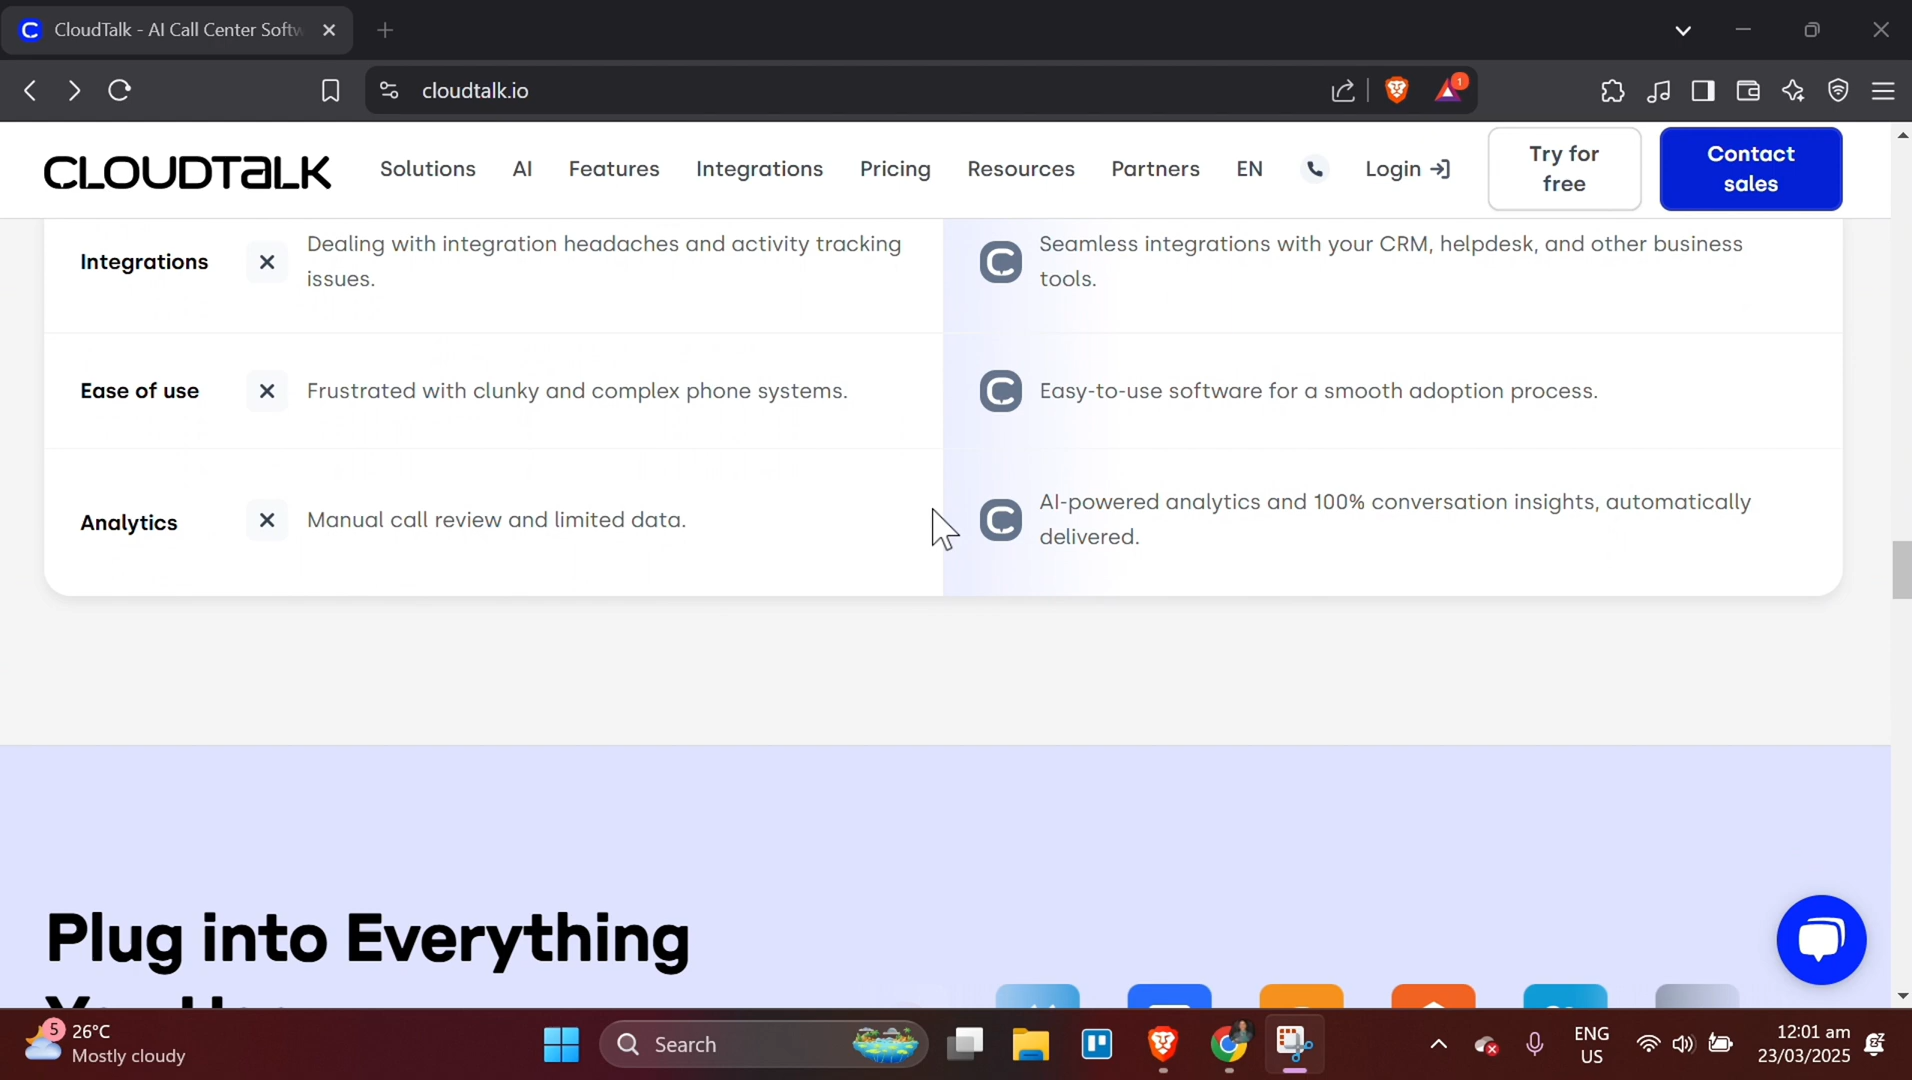 CloudTalk - AI Call Center Softw
cloudtalk.io
1
CLOUDTALK
Solutions
AI
Features
Integrations
Pricing
Resources
Partners
EN
Login
Try for
free
Contact
sales
Integrations
Dealing with integration headaches and activity tracking
issues.
Seamless integrations with your CRM, helpdesk, and other business
tools.
Ease of use
Frustrated with clunky and complex phone systems.
Easy-to-use software for a smooth adoption process.
Analytics
Manual call review and limited data.
AI-powered analytics and 100% conversation insights, automatically
delivered.
Plug into Everything
5
26°C
Mostly cloudy
Search
ENG
US
12:01 am
23/03/2025